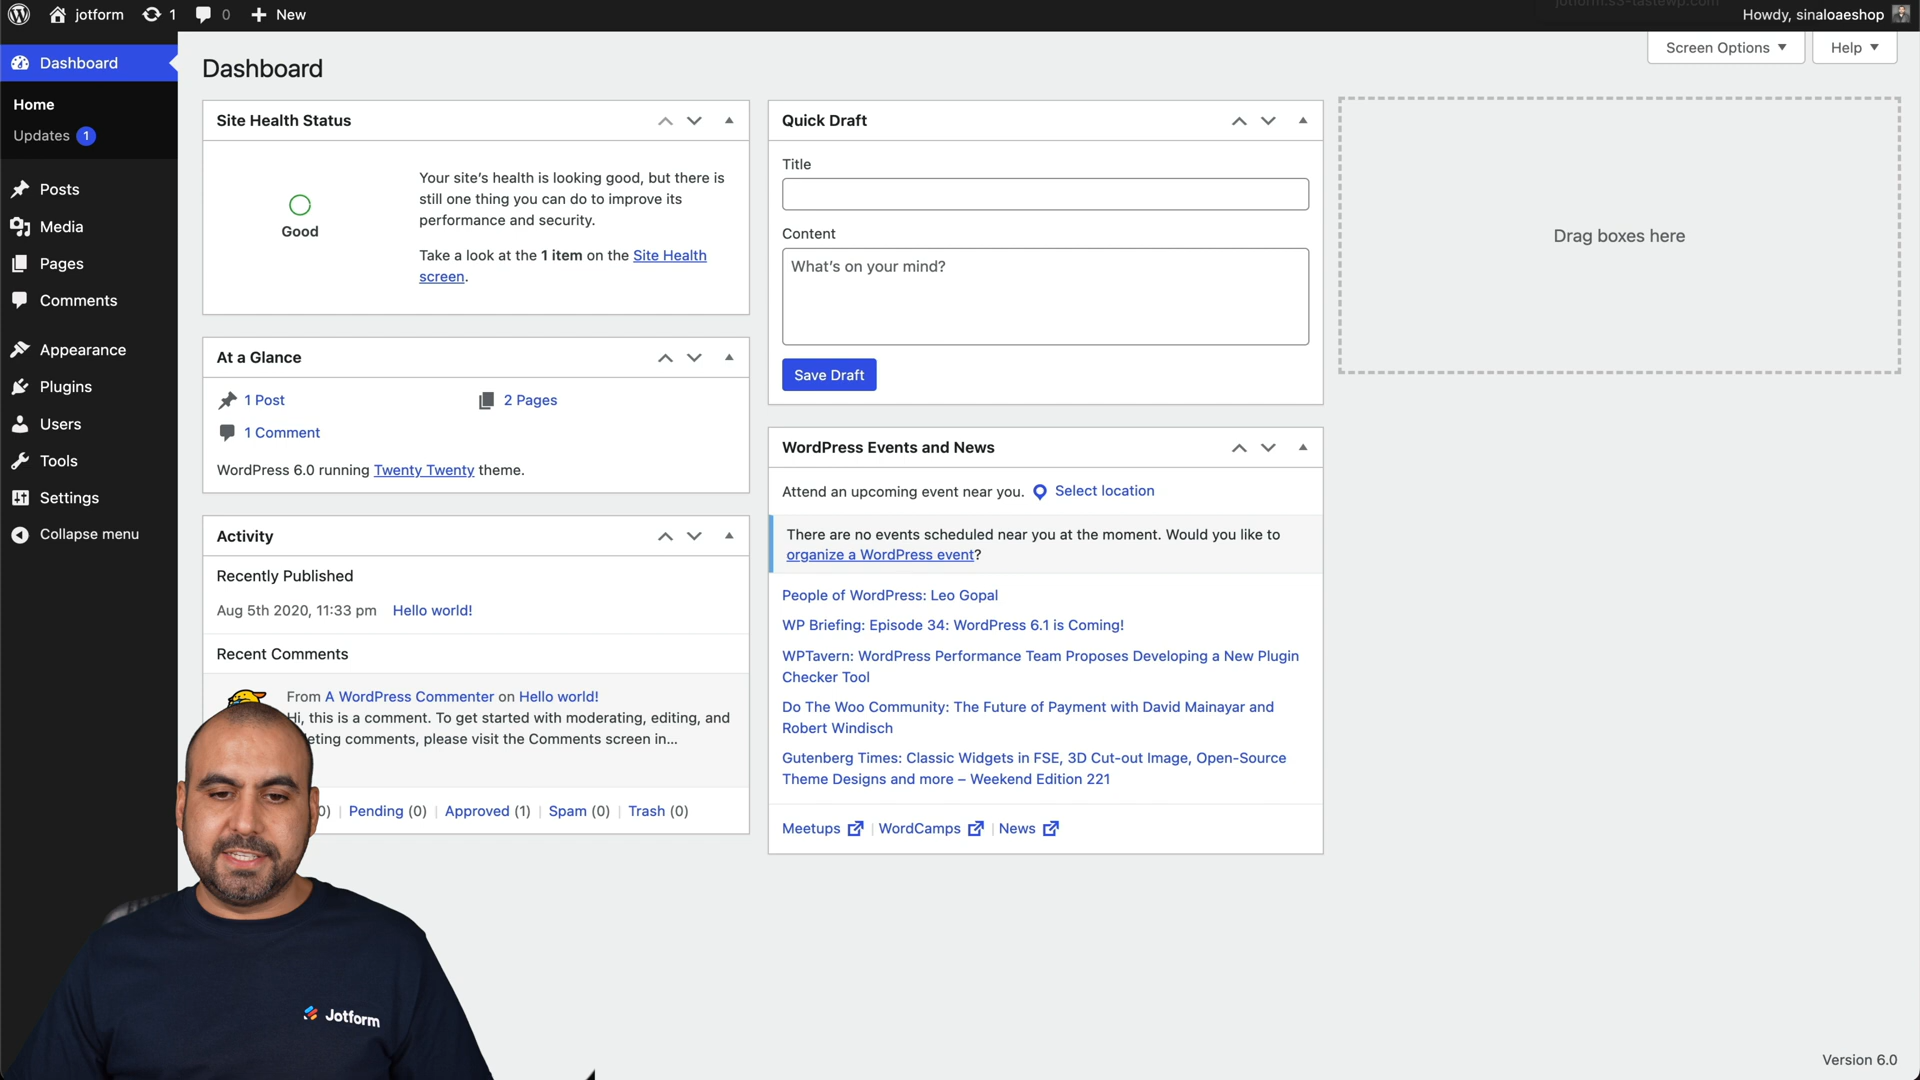 jotform
1
0
New
Howdy, sinaloaeshop
Screen Options
Help
Dashboard
Home
Updates 1
Posts
Media
Pages
Comments
Appearance
Plugins
Users
Tools
Settings
Collapse menu
Dashboard
Site Health Status
Good
Your site's health is looking good, but there is
still one thing you can do to improve its
performance and security.
Take a look at the 1 item on the Site Health
screen.
At a Glance
1 Post
2 Pages
1 Comment
WordPress 6.0 running Twenty Twenty theme.
Activity
Recently Published
Aug 5th 2020, 11:33 pm Hello world!
Recent Comments
From A WordPress Commenter on Hello world!
Hi, this is a comment. To get started with moderating, editing, and
eting comments, please visit the Comments screen in...
0) | Pending (0) | Approved (1) | Spam (0) | Trash (0)
Quick Draft
Title
Content
What's on your mind?
Save Draft
WordPress Events and News
Attend an upcoming event near you. Select location
There are no events scheduled near you at the moment. Would you like to
organize a WordPress event?
People of WordPress: Leo Gopal
WP Briefing: Episode 34: WordPress 6.1 is Coming!
WPTavern: WordPress Performance Team Proposes Developing a New Plugin
Checker Tool
Do The Woo Community: The Future of Payment with David Mainayar and
Robert Windisch
Gutenberg Times: Classic Widgets in FSE, 3D Cut-out Image, Open-Source
Theme Designs and more – Weekend Edition 221
Meetups | WordCamps | News
Drag boxes here
Jotform
Version 6.0